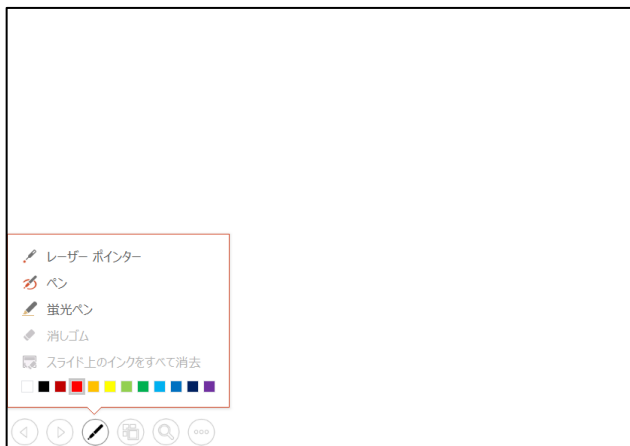 レーザー ポインター
ペン
蛍光ペン
消しゴム
スライド上のインクをすべて消去